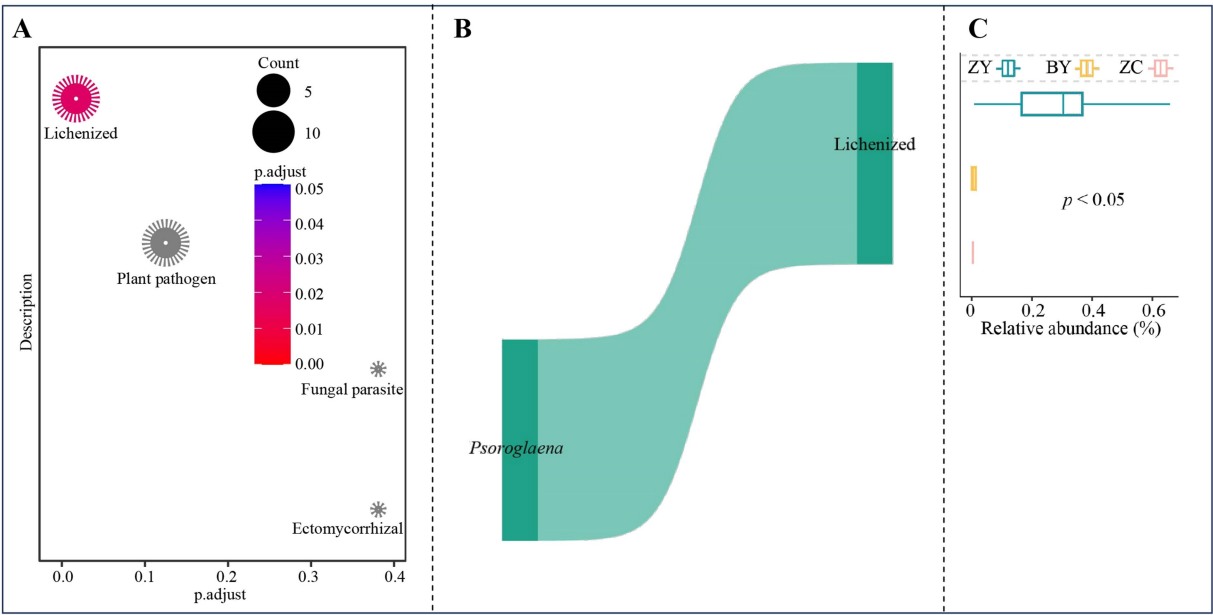 A
Count
5
10
Lichenized
p.adjust
0.05
0.04
0.03
0.02
0.01
0.00
Plant pathogen
Description
Fungal parasite
Ectomycorrhizal
0.0 0.1 0.2 0.3 0.4
p.adjust
B
Lichenized
Psoroglaena
C
ZY BY ZC
p < 0.05
0 0.2 0.4 0.6
Relative abundance (%)